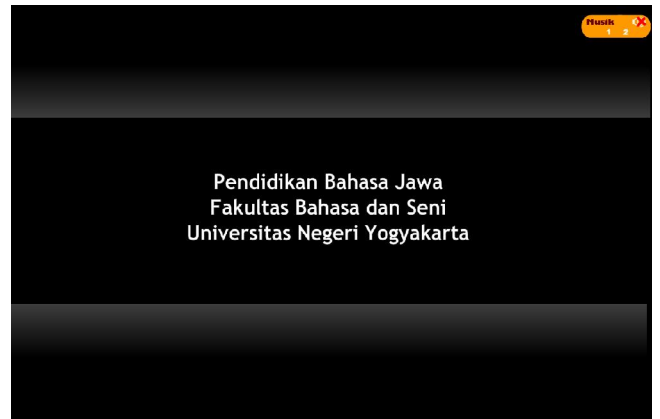 Musik
1 2
Pendidikan Bahasa Jawa
Fakultas Bahasa dan Seni
Universitas Negeri Yogyakarta